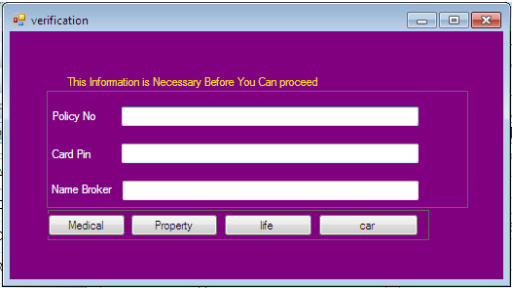 verification
This Information is Necessary Before You Can proceed
Policy No
Card Pin
Name Broker
Medical Property life car